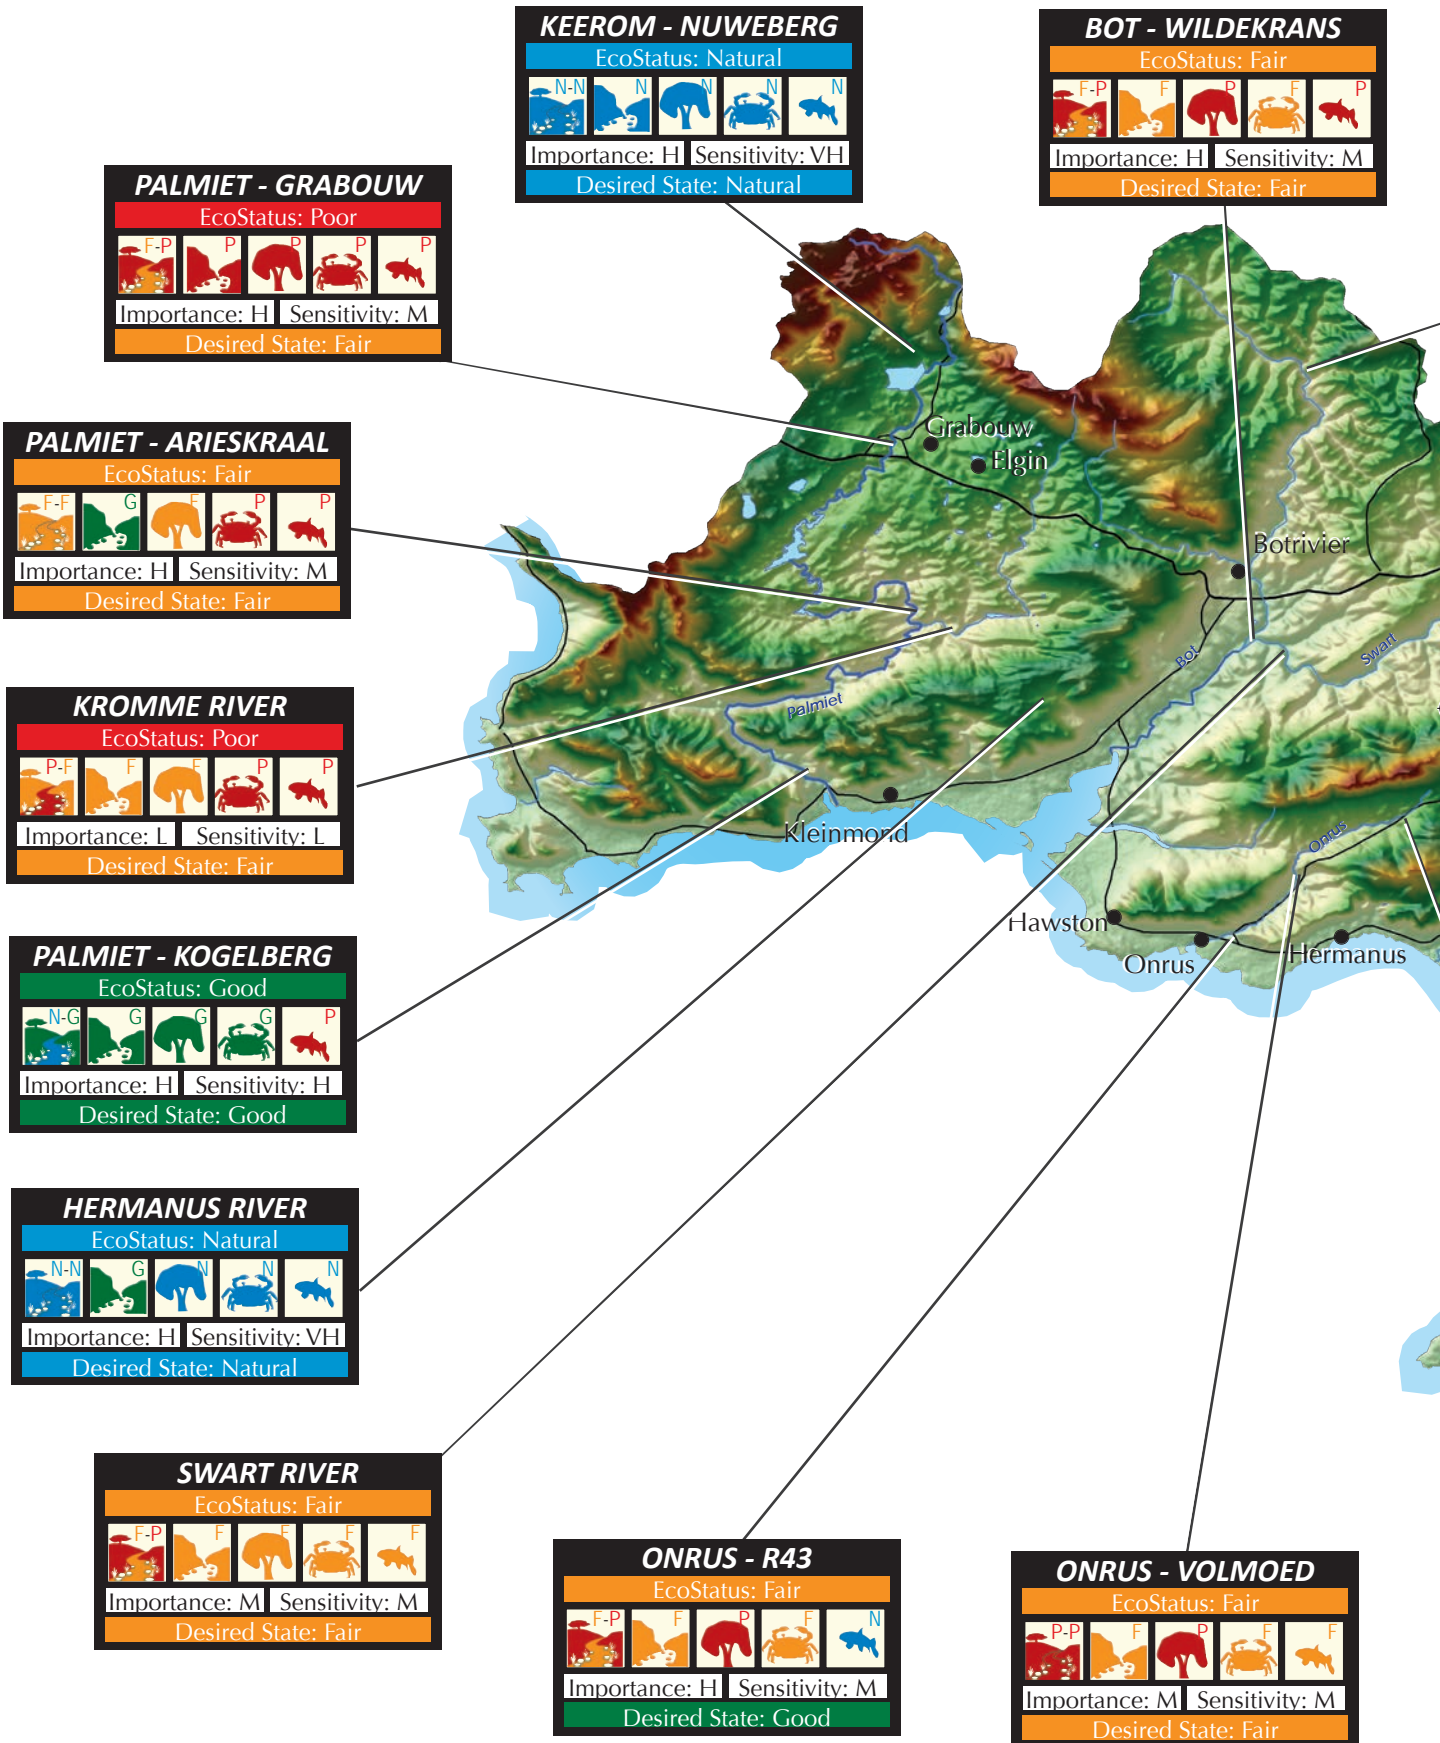 KEEROM - NUWEBERG
EcoStatus: Natural
N-N N N N N
Importance: H Sensitivity: VH
Desired State: Natural
BOT - WILDEKRANS
EcoStatus: Fair
F-P F P F P
Importance: H Sensitivity: M
Desired State: Fair
PALMIET - GRABOUW
EcoStatus: Poor
F-P P P P P
Importance: H Sensitivity: M
Desired State: Fair
PALMIET - ARIESKRAAL
EcoStatus: Fair
F-F G F P P
Importance: H Sensitivity: M
Desired State: Fair
KROMME RIVER
EcoStatus: Poor
P-F F F P P
Importance: L Sensitivity: L
Desired State: Fair
PALMIET - KOGELBERG
EcoStatus: Good
N-G G G G P
Importance: H Sensitivity: H
Desired State: Good
HERMANUS RIVER
EcoStatus: Natural
N-N G N N N
Importance: H Sensitivity: VH
Desired State: Natural
SWART RIVER
EcoStatus: Fair
F-P F F F F
Importance: M Sensitivity: M
Desired State: Fair
ONRUS - R43
EcoStatus: Fair
F-P F P F N
Importance: H Sensitivity: M
Desired State: Good
ONRUS - VOLMOED
EcoStatus: Fair
P-P F P F F
Importance: M Sensitivity: M
Desired State: Fair
Grabouw
Elgin
Botrivier
Bot
Swart
Palmiet
Kleinmond
Onrus
Hawston
Onrus
Hermanus